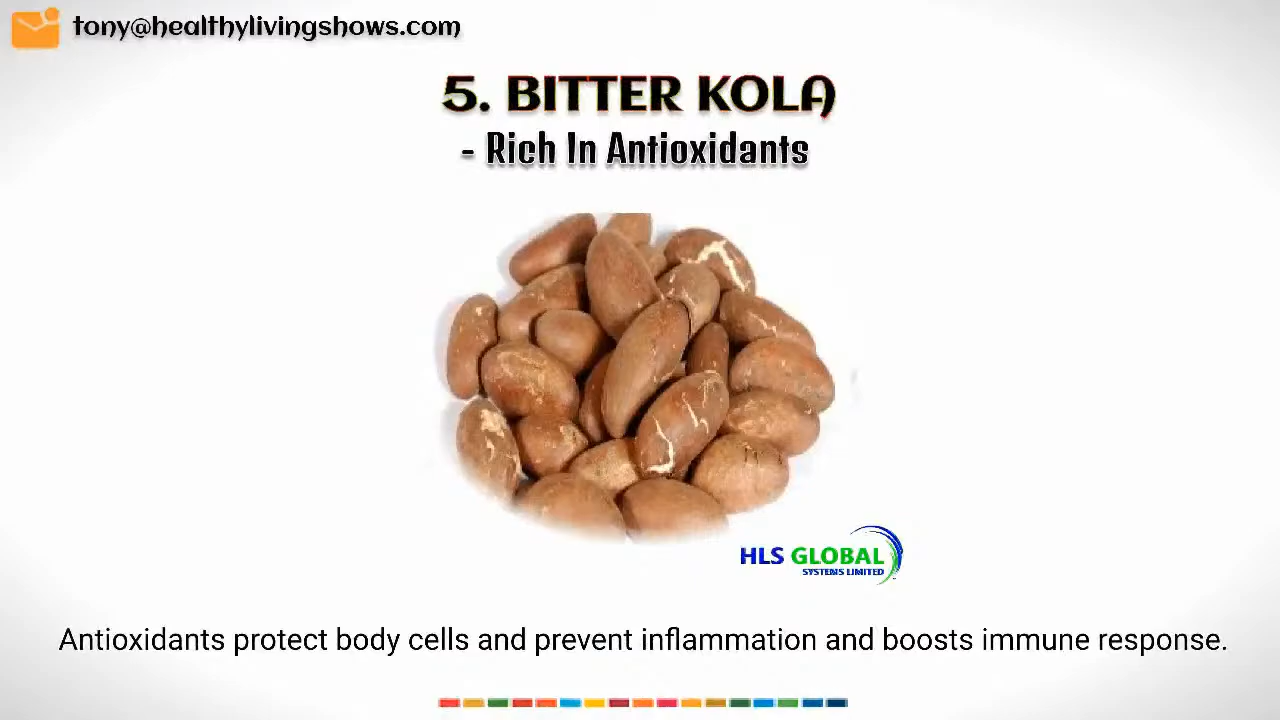 tony@healthylivingshows.com
5. BITTER KOLA
- Rich In Antioxidants
HLS GLOBAL
SYSTEMS LIMITED
Antioxidants protect body cells and prevent inflammation and boosts immune response.